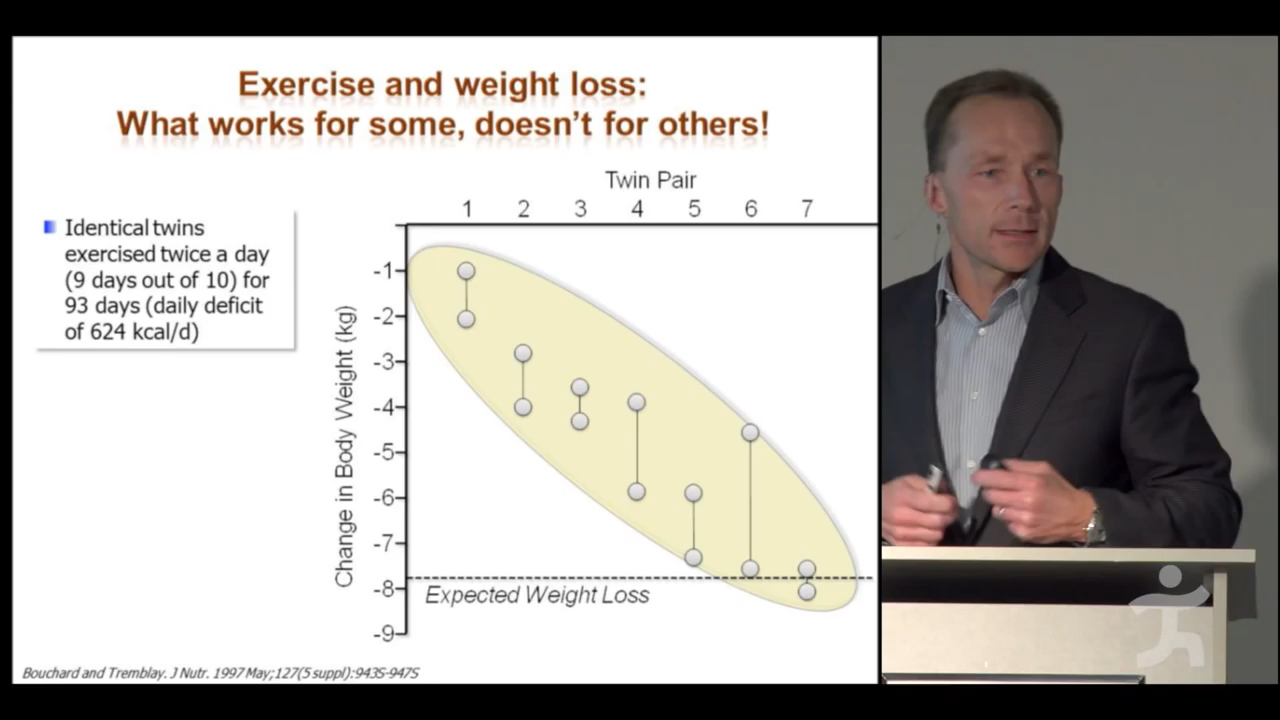 Exercise and weight loss:
What works for some, doesn't for others!
Identical twins
exercised twice a day
(9 days out of 10) for
93 days (daily deficit
of 624 kcal/d)
Twin Pair
1 2 3 4 5 6 7
Change in Body Weight (kg)
-1
-2
-3
-4
-5
-6
-7
-8
-9
Expected Weight Loss
Bouchard and Tremblay. J Nutr. 1997 May;127(5 suppl):943S-947S